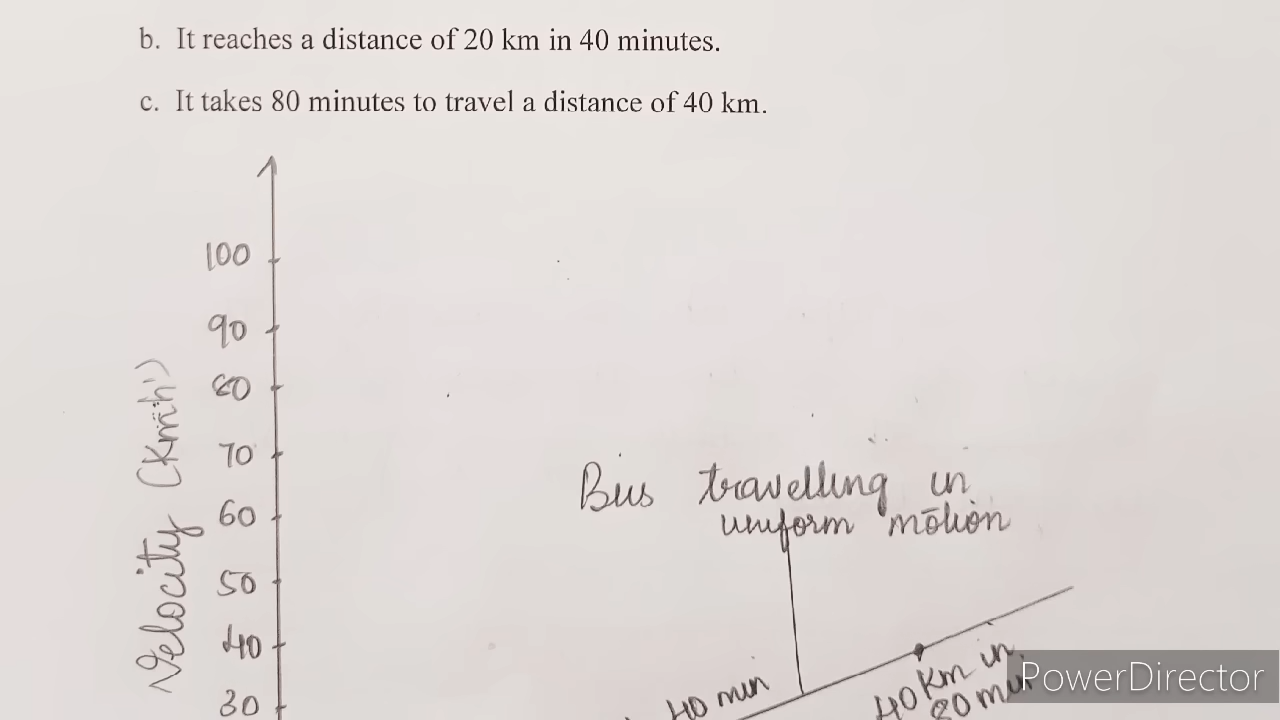 b. It reaches a distance of 20 km in 40 minutes.
c. It takes 80 minutes to travel a distance of 40 km.
100
90
80
70
60
50
40
30
Velocity (Kmh⁻¹)
Bus travelling in
uniform motion
40 min
40 Km in
80 min
PowerDirector